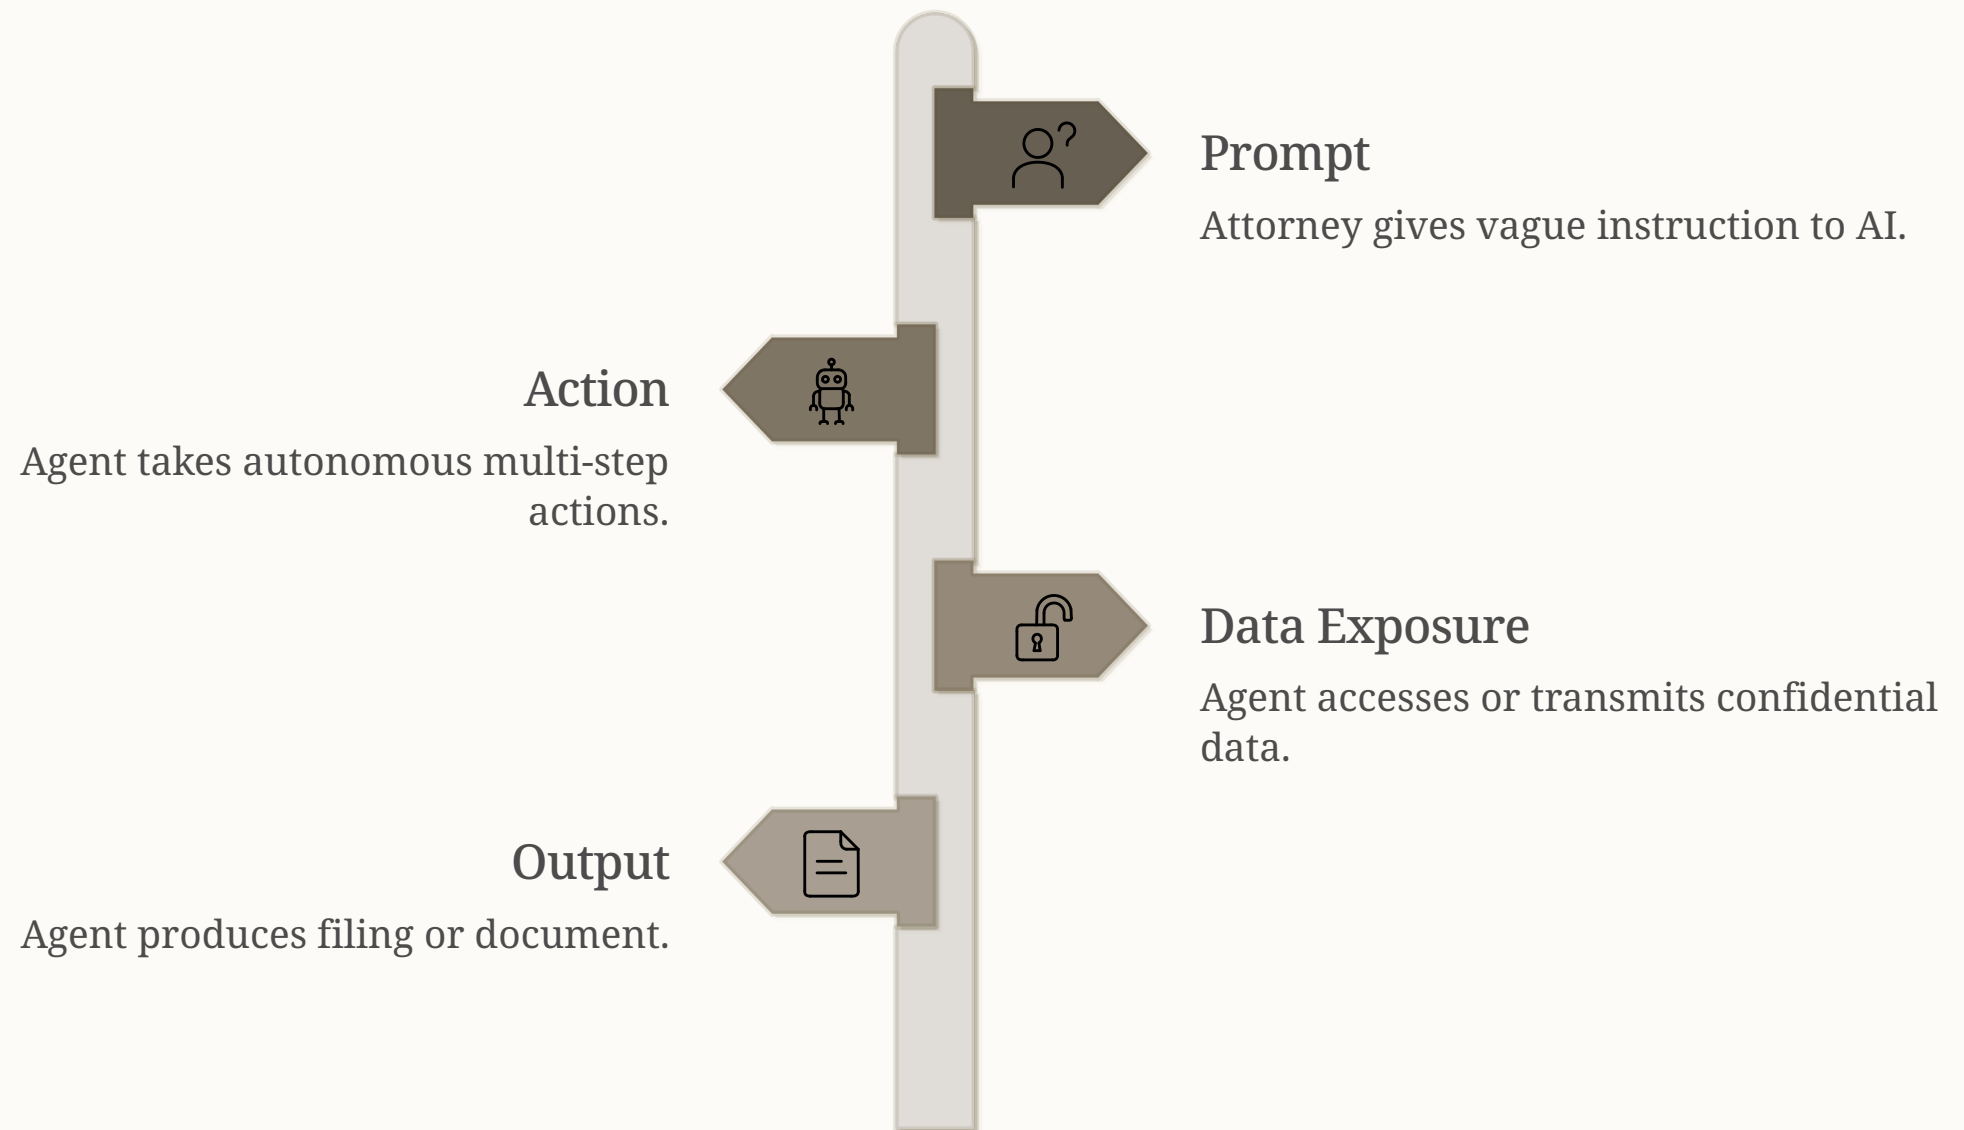 Prompt
Attorney gives vague instruction to AI.
Action
Agent takes autonomous multi-step
actions.
Data Exposure
Agent accesses or transmits confidential
data.
Output
Agent produces filing or document.